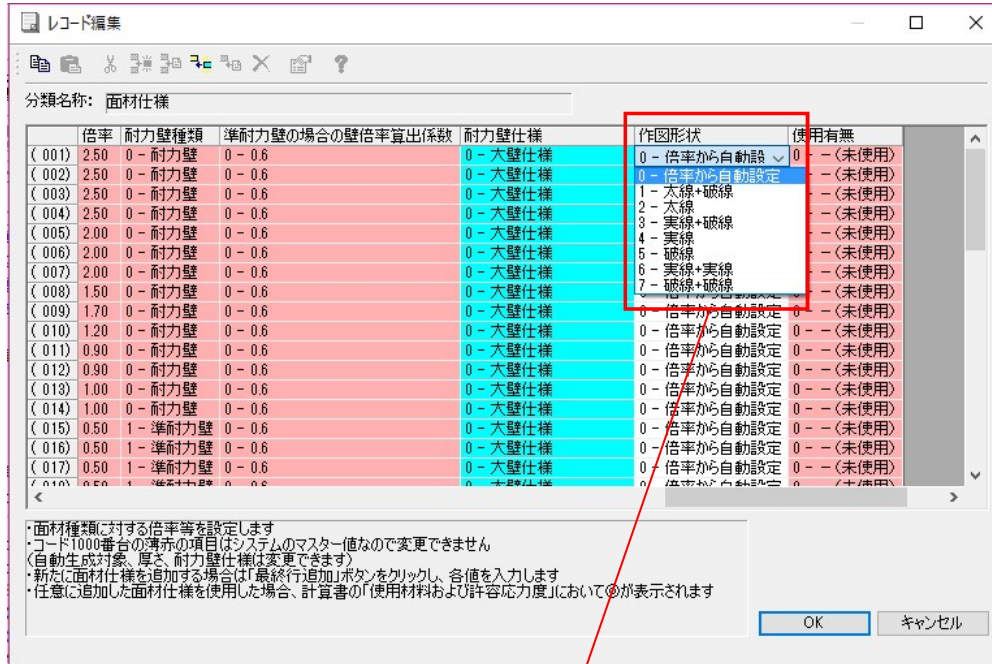 レコード編集
分類名称： 面材仕様
倍率 耐力壁種類 準耐力壁の場合の壁倍率算出係数 耐力壁仕様 作図形状 使用有無
( 001) 2.50 0 - 耐力壁 0 - 0.6 0 - 大壁仕様 0 - 倍率から自動設 0 - -(未使用)
( 002) 2.50 0 - 耐力壁 0 - 0.6 0 - 大壁仕様 0 - 倍率から自動設定 - -(未使用)
( 003) 2.50 0 - 耐力壁 0 - 0.6 0 - 大壁仕様 1 - 太線+破線 - -(未使用)
( 004) 2.50 0 - 耐力壁 0 - 0.6 0 - 大壁仕様 2 - 太線 - -(未使用)
( 005) 2.00 0 - 耐力壁 0 - 0.6 0 - 大壁仕様 3 - 実線+破線 - -(未使用)
( 006) 2.00 0 - 耐力壁 0 - 0.6 0 - 大壁仕様 4 - 実線 - -(未使用)
5 - 破線
( 007) 2.00 0 - 耐力壁 0 - 0.6 0 - 大壁仕様 6 - 実線+実線 - -(未使用)
( 008) 1.50 0 - 耐力壁 0 - 0.6 0 - 大壁仕様 7 - 破線+破線 - -(未使用)
( 009) 1.70 0 - 耐力壁 0 - 0.6 0 - 大壁仕様 0 - 倍率から自動設定 0 - -(未使用)
( 010) 1.20 0 - 耐力壁 0 - 0.6 0 - 大壁仕様 0 - 倍率から自動設定 0 - -(未使用)
( 011) 0.90 0 - 耐力壁 0 - 0.6 0 - 大壁仕様 0 - 倍率から自動設定 0 - -(未使用)
( 012) 0.90 0 - 耐力壁 0 - 0.6 0 - 大壁仕様 0 - 倍率から自動設定 0 - -(未使用)
( 013) 1.00 0 - 耐力壁 0 - 0.6 0 - 大壁仕様 0 - 倍率から自動設定 0 - -(未使用)
( 014) 1.00 0 - 耐力壁 0 - 0.6 0 - 大壁仕様 0 - 倍率から自動設定 0 - -(未使用)
( 015) 0.50 1 - 準耐力壁 0 - 0.6 0 - 大壁仕様 0 - 倍率から自動設定 0 - -(未使用)
( 016) 0.50 1 - 準耐力壁 0 - 0.6 0 - 大壁仕様 0 - 倍率から自動設定 0 - -(未使用)
( 017) 0.50 1 - 準耐力壁 0 - 0.6 0 - 大壁仕様 0 - 倍率から自動設定 0 - -(未使用)
・面材種類に対する倍率等を設定します
・コード1000番台の薄赤の項目はシステムのマスター値なので変更できません
(自動生成対象、厚さ、耐力壁仕様は変更できます)
・新たに面材仕様を追加する場合は「最終行追加」ボタンをクリックし、各値を入力します
・任意に追加した面材仕様を使用した場合、計算書の「使用材料および許容応力度」において が表示されます
OK キャンセル